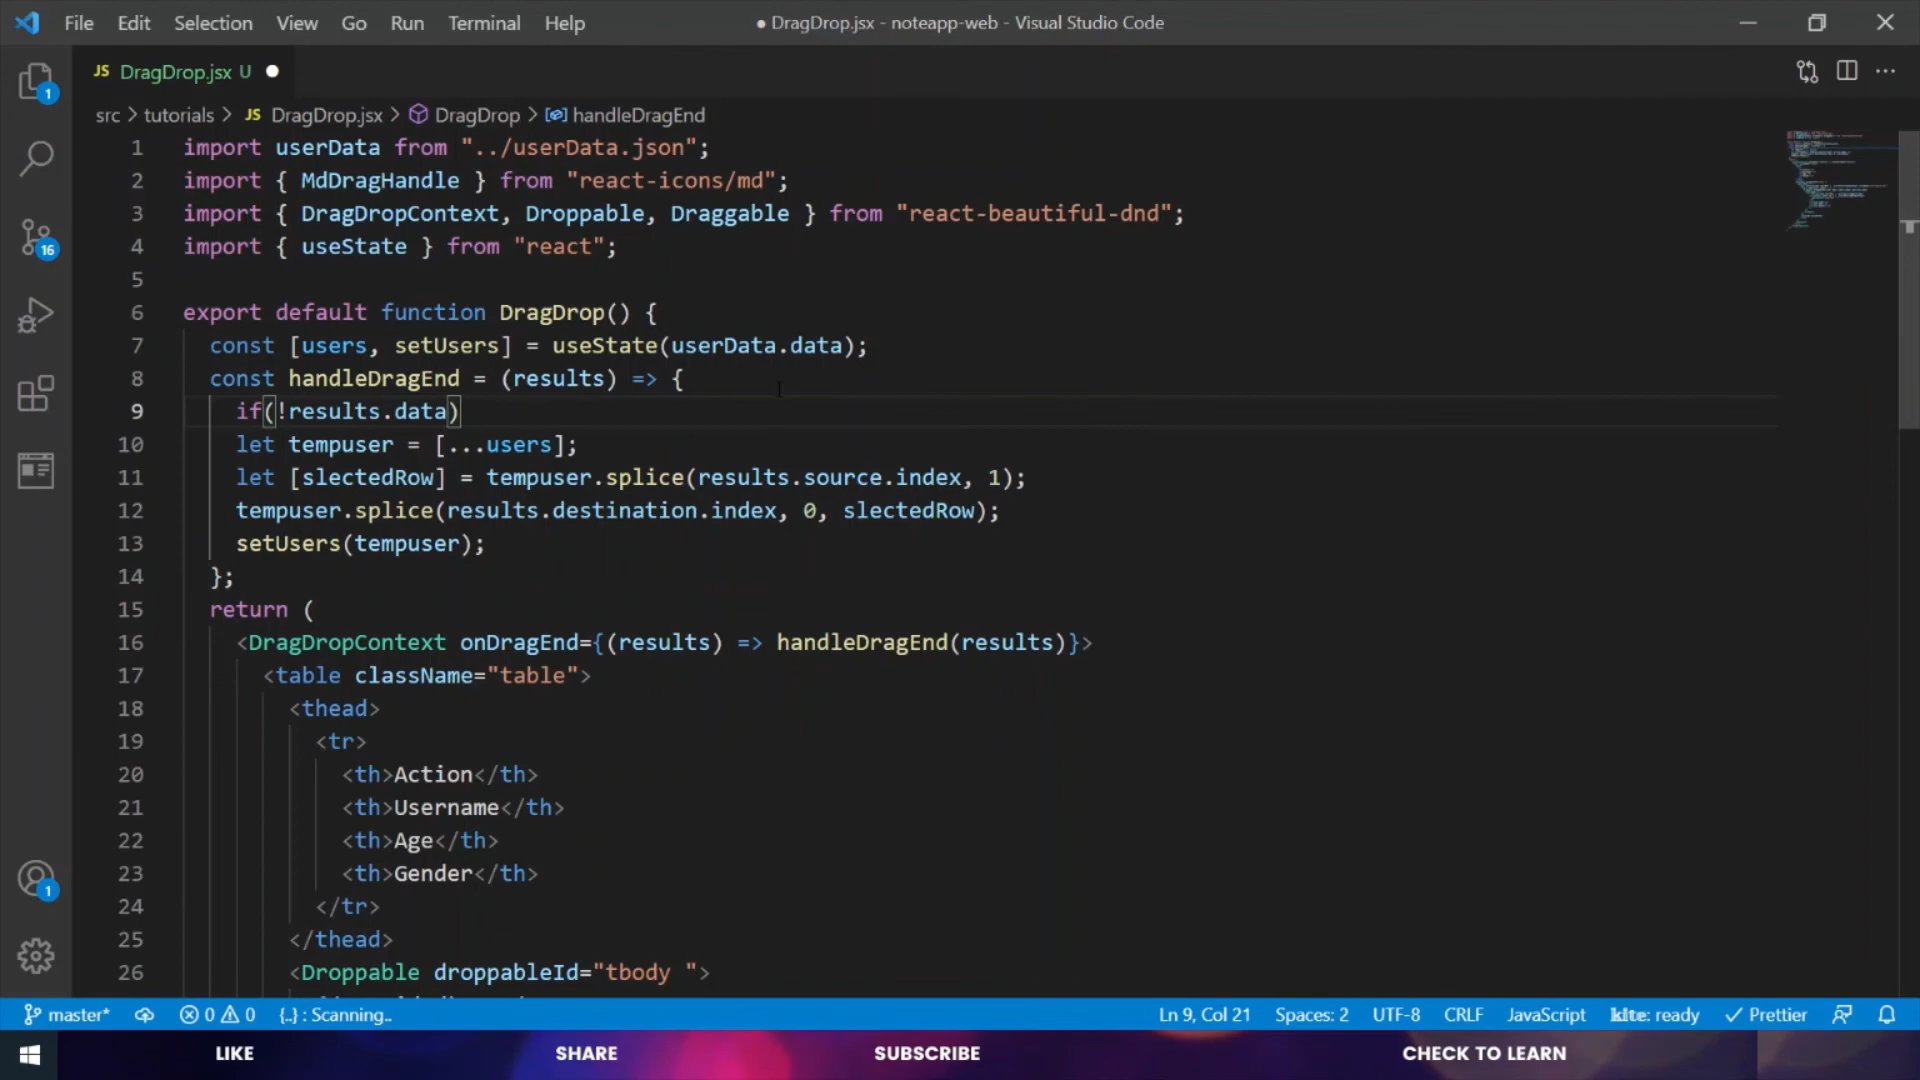 File Edit Selection View Go Run Terminal Help ● DragDrop.jsx - noteapp-web - Visual Studio Code
JS DragDrop.jsx U ●
src > tutorials > JS DragDrop.jsx > DragDrop > handleDragEnd
1 import userData from "../userData.json";
2 import { MdDragHandle } from "react-icons/md";
3 import { DragDropContext, Droppable, Draggable } from "react-beautiful-dnd";
4 import { useState } from "react";
5
6 export default function DragDrop() {
7 const [users, setUsers] = useState(userData.data);
8 const handleDragEnd = (results) => {
9 if(!results.data)
10 let tempuser = [...users];
11 let [slectedRow] = tempuser.splice(results.source.index, 1);
12 tempuser.splice(results.destination.index, 0, slectedRow);
13 setUsers(tempuser);
14 };
15 return (
16 <DragDropContext onDragEnd={(results) => handleDragEnd(results)}>
17 <table className="table">
18 <thead>
19 <tr>
20 <th>Action</th>
21 <th>Username</th>
22 <th>Age</th>
23 <th>Gender</th>
24 </tr>
25 </thead>
26 <Droppable droppableId="tbody ">
1
16
1
master* 0 0 {..} : Scanning.. Ln 9, Col 21 Spaces: 2 UTF-8 CRLF JavaScript kite: ready Prettier
LIKE SHARE SUBSCRIBE CHECK TO LEARN